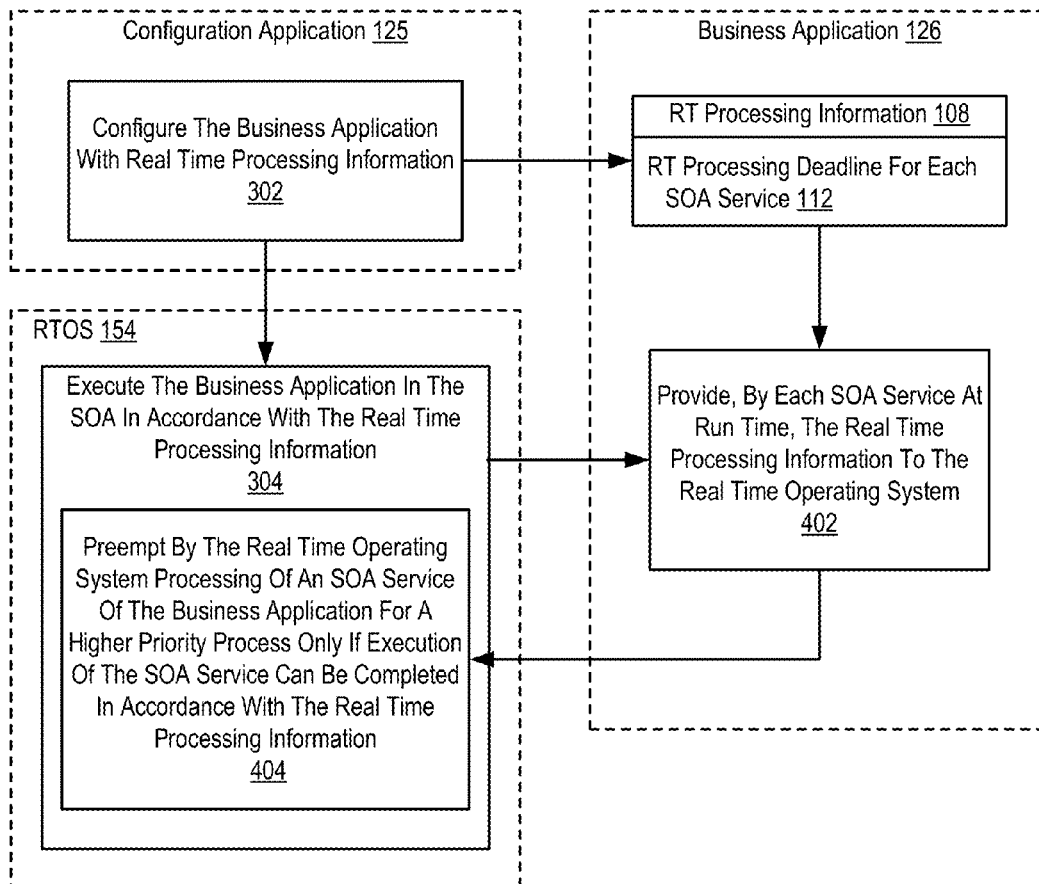 Configuration Application 125
Configure The Business Application
With Real Time Processing Information
302
Business Application 126
RT Processing Information 108
RT Processing Deadline For Each
SOA Service 112
RTOS 154
Execute The Business Application In The
SOA In Accordance With The Real Time
Processing Information
304
Preempt By The Real Time Operating
System Processing Of An SOA Service
Of The Business Application For A
Higher Priority Process Only If Execution
Of The SOA Service Can Be Completed
In Accordance With The Real Time
Processing Information
404
Provide, By Each SOA Service At
Run Time, The Real Time
Processing Information To The
Real Time Operating System
402